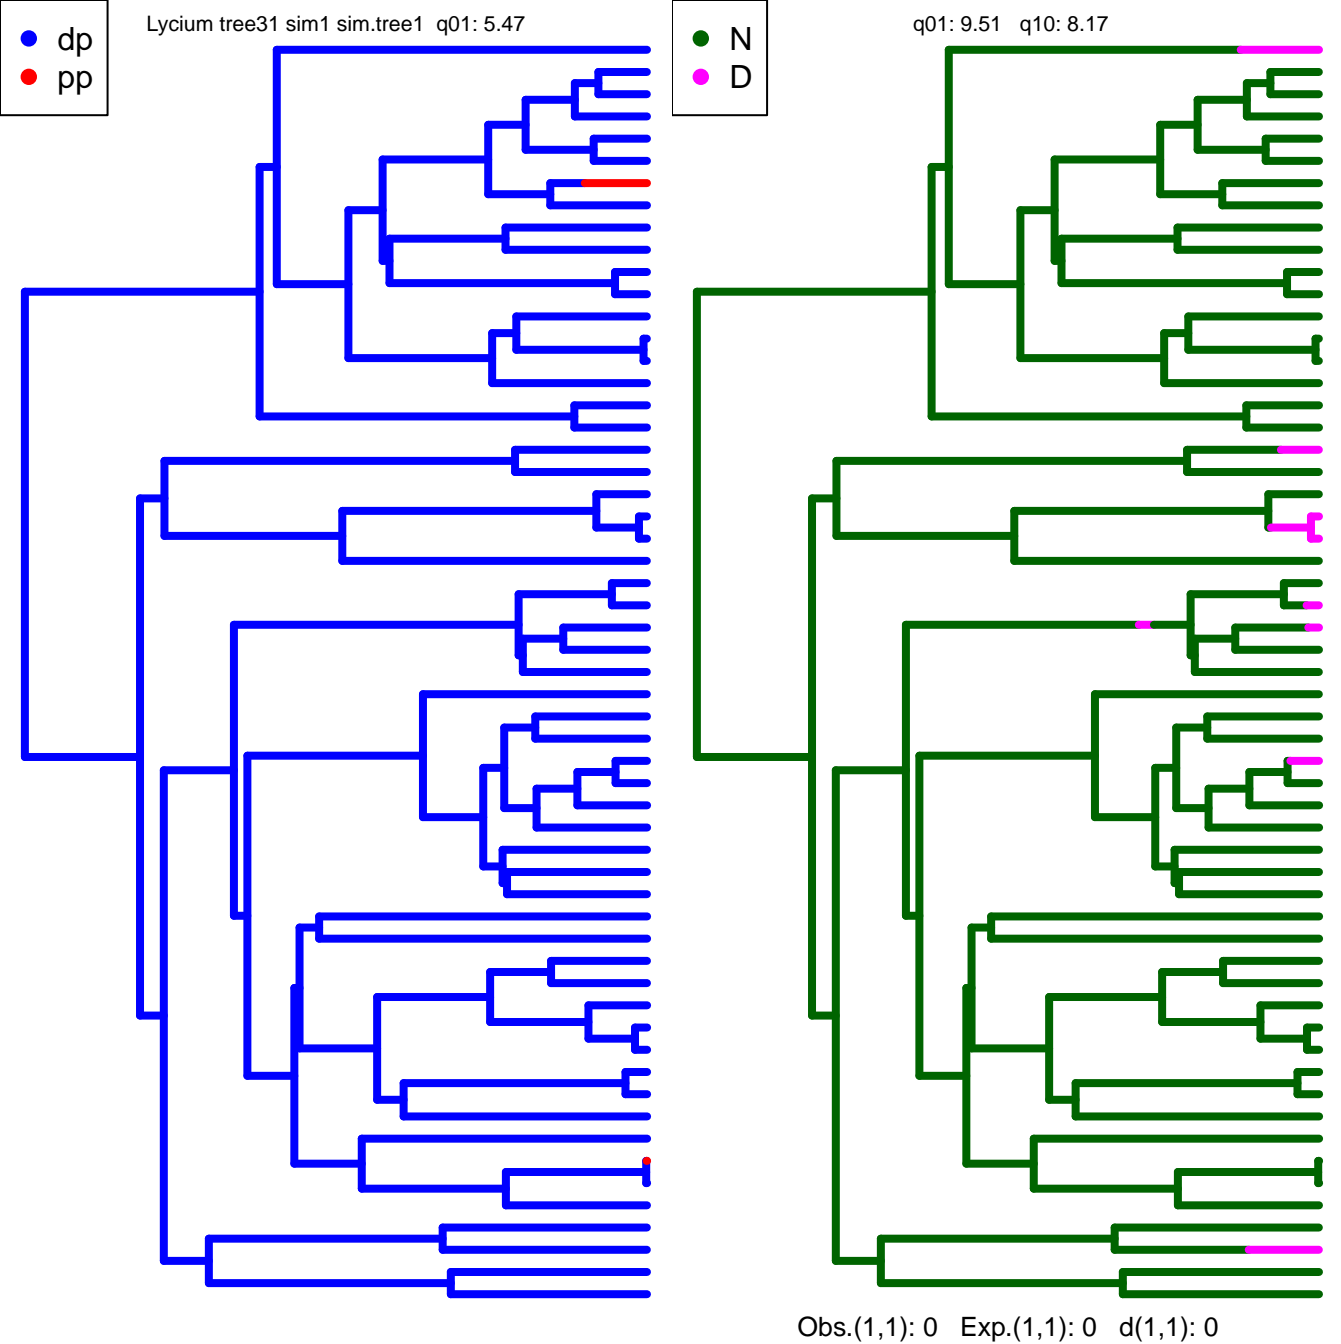 dp
pp
Lycium tree31 sim1 sim.tree1 q01: 5.47
N
D
q01: 9.51 q10: 8.17
Obs.(1,1): 0 Exp.(1,1): 0 d(1,1): 0